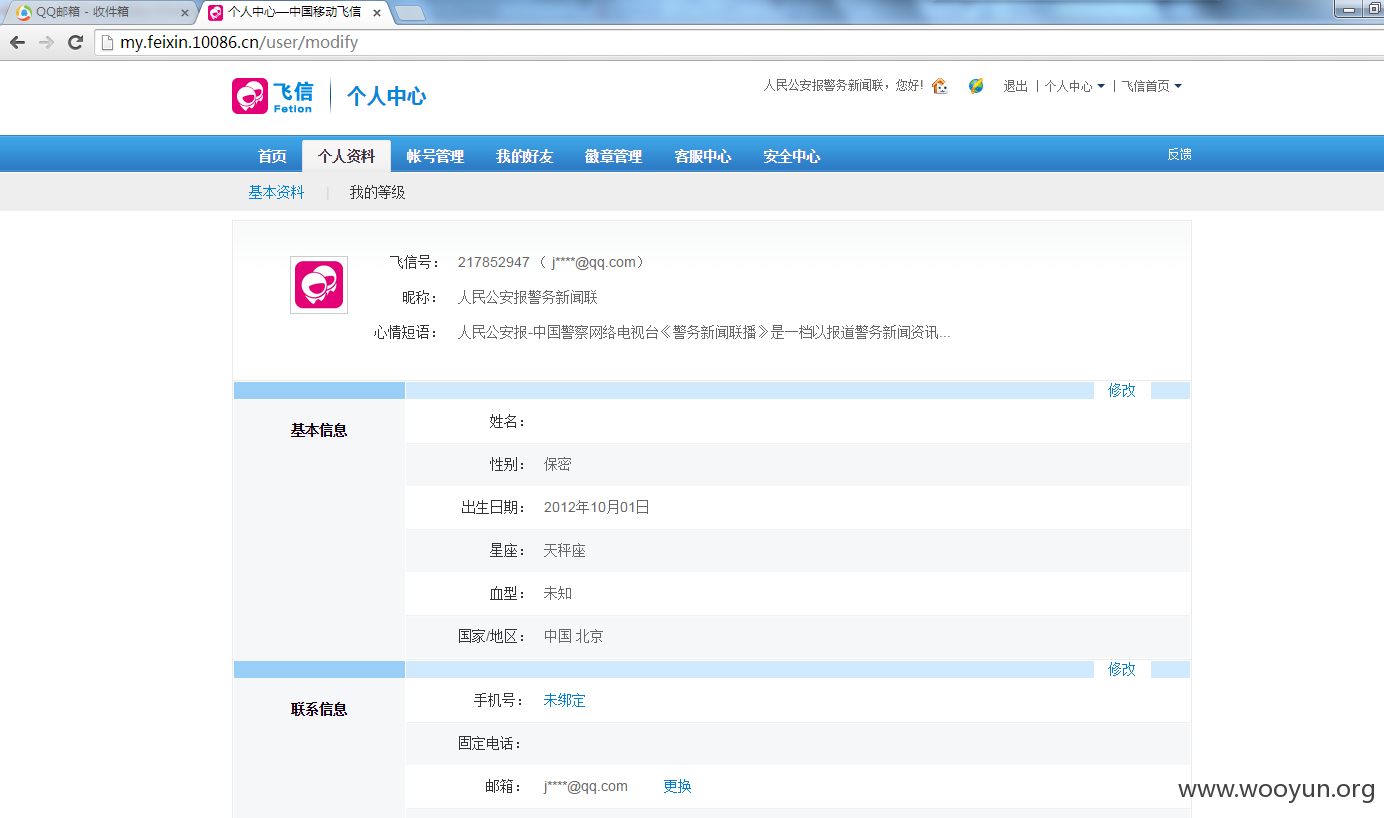 QQ邮箱 - 收件箱
个人中心—中国移动飞信
my.feixin.10086.cn/user/modify
飞信
Fetion
个人中心
人民公安报警务新闻联，您好!
退出 | 个人中心 | 飞信首页
首页 个人资料 帐号管理 我的好友 徽章管理 客服中心 安全中心
反馈
基本资料 | 我的等级
飞信号： 217852947 （ j****@qq.com）
昵称： 人民公安报警务新闻联
心情短语： 人民公安报-中国警察网络电视台《警务新闻联播》是一档以报道警务新闻资讯...
修改
基本信息
姓名：
性别： 保密
出生日期： 2012年10月01日
星座： 天秤座
血型： 未知
国家/地区： 中国 北京
修改
联系信息
手机号： 未绑定
固定电话：
邮箱： j****@qq.com 更换
www.wooyun.org